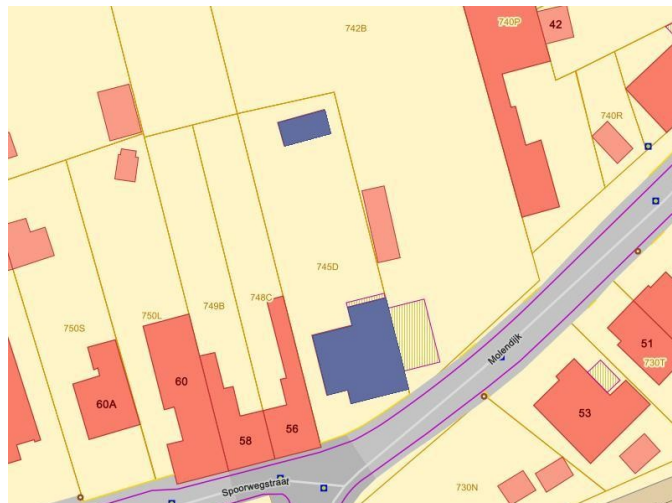 742B
740P
42
740R
745D
748C
749B
750L
750S
60
60A
58
56
Molendijk
51
730T
53
Spoorwegstraat
730N